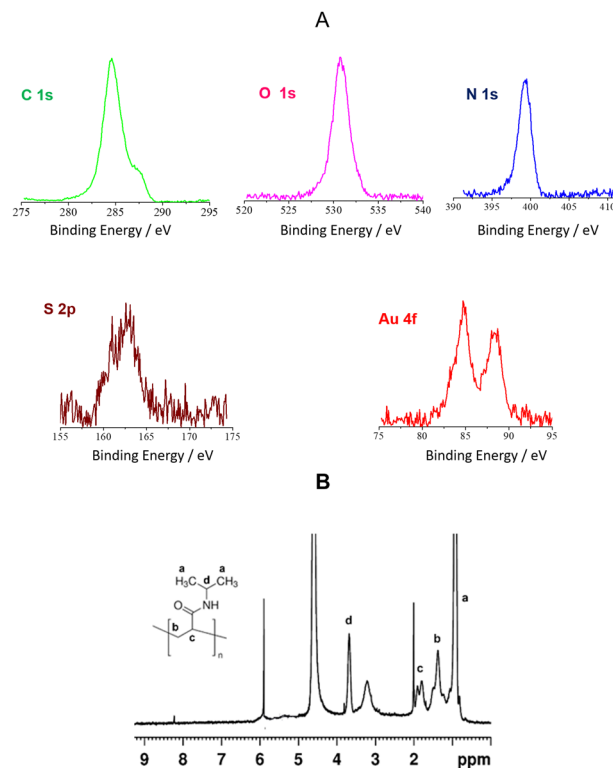 A
C 1s
O 1s
N 1s
275 280 285 290 295
520 525 530 535 540
390 395 400 405 410
Binding Energy / eV
Binding Energy / eV
Binding Energy / eV
S 2p
Au 4f
155 160 165 170 175
75 80 85 90 95
Binding Energy / eV
Binding Energy / eV
B
a a
H₃C d CH₃
O NH
b
c
n
d
c
b
a
9 8 7 6 5 4 3 2 ppm